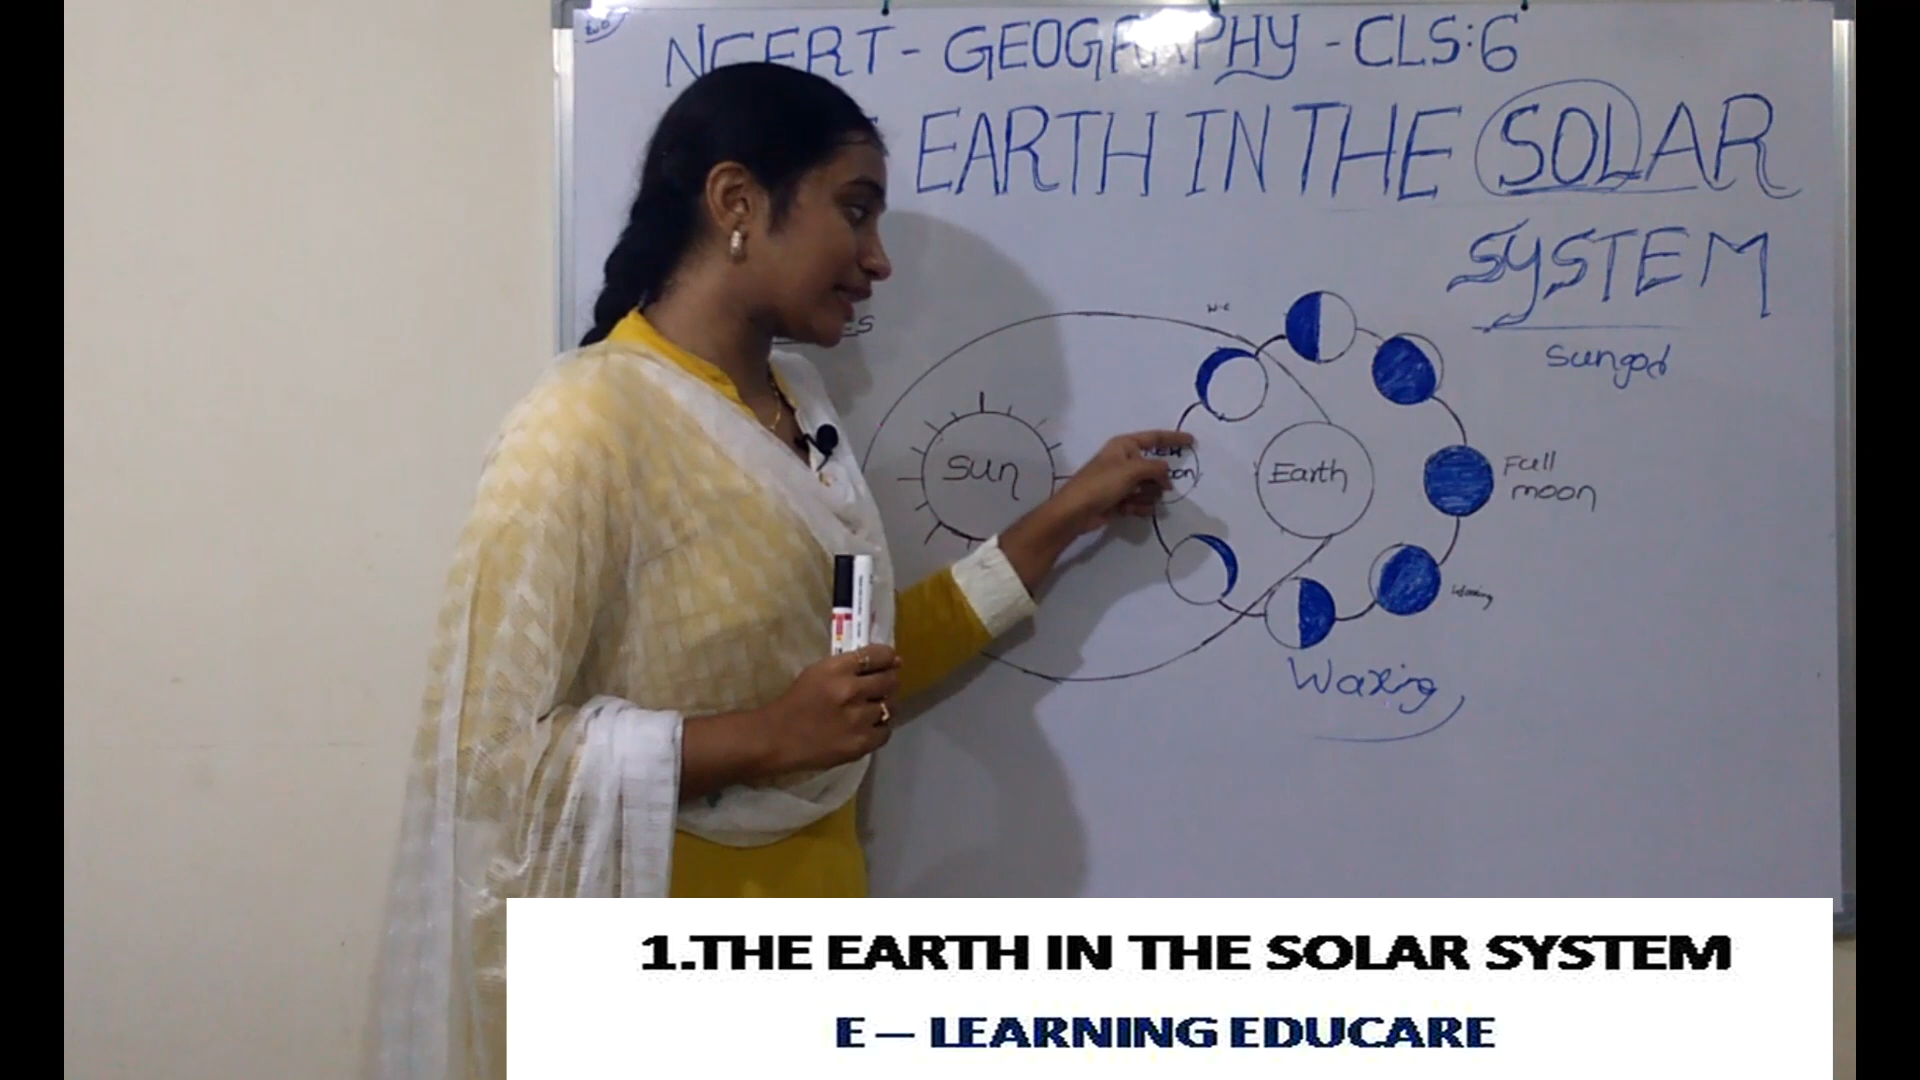 NCERT - GEOGRAPHY - CLS:6
EARTH IN THE SOLAR
SYSTEM
Sungod
Sun
Earth
Full
moon
Waxing
1.THE EARTH IN THE SOLAR SYSTEM
E – LEARNING EDUCARE